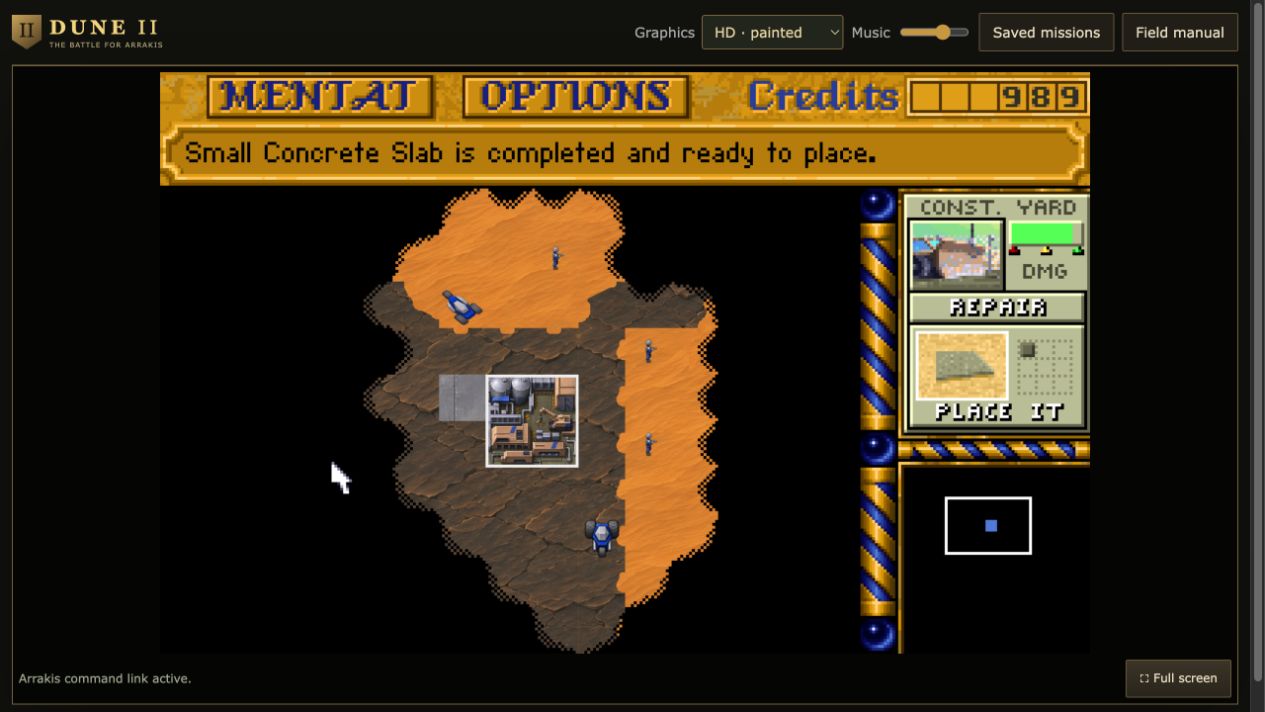 II DUNE II
THE BATTLE FOR ARRAKIS
Graphics HD · painted Music Saved missions Field manual
MENTAT OPTIONS Credits 989
Small Concrete Slab is completed and ready to place.
CONST. YARD
DMG
REPAIR
PLACE IT
Arrakis command link active.
Full screen